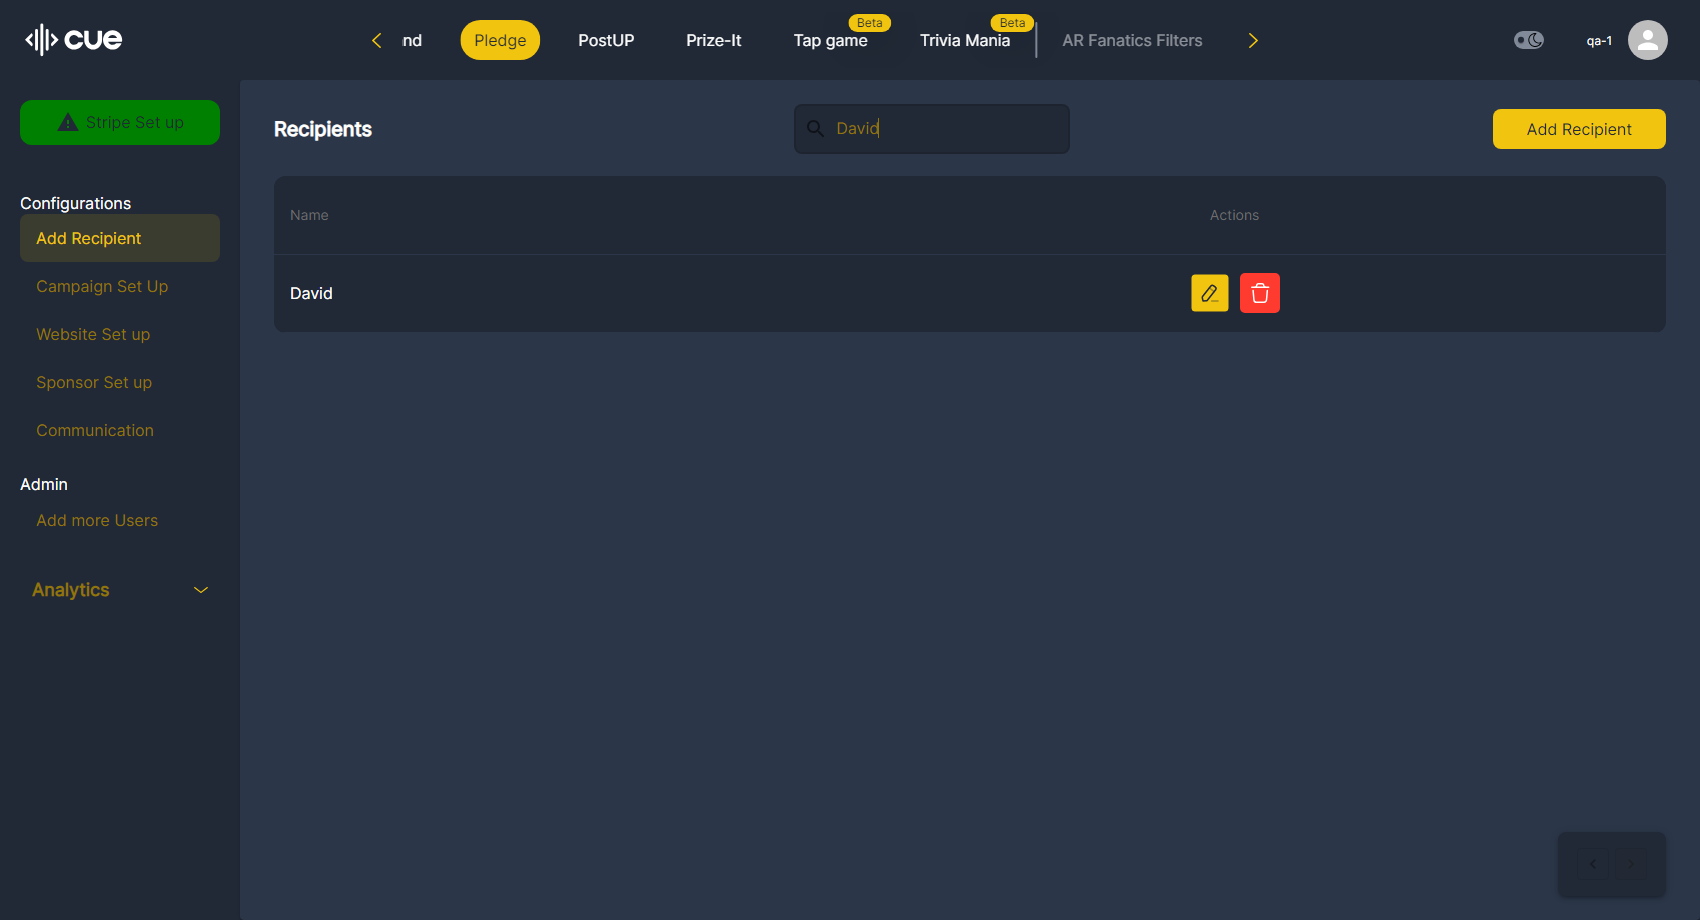 cue
nd
Pledge
PostUP
Prize-It
Tap game
Beta
Trivia Mania
Beta
AR Fanatics Filters
qa-1
Stripe Set up
Configurations
Add Recipient
Campaign Set Up
Website Set up
Sponsor Set up
Communication
Admin
Add more Users
Analytics
Recipients
David
Add Recipient
Name
Actions
David